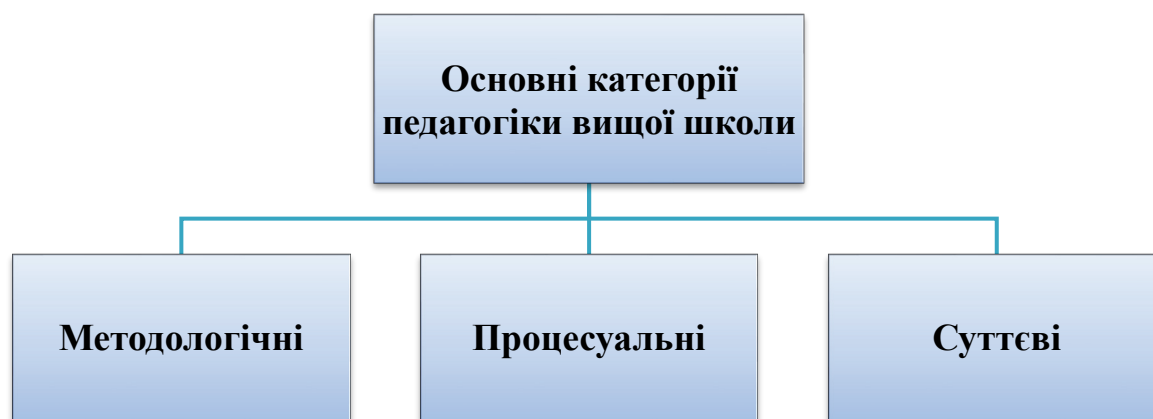 Основні категорії
педагогіки вищої школи
Методологічні
Процесуальні
Суттєві